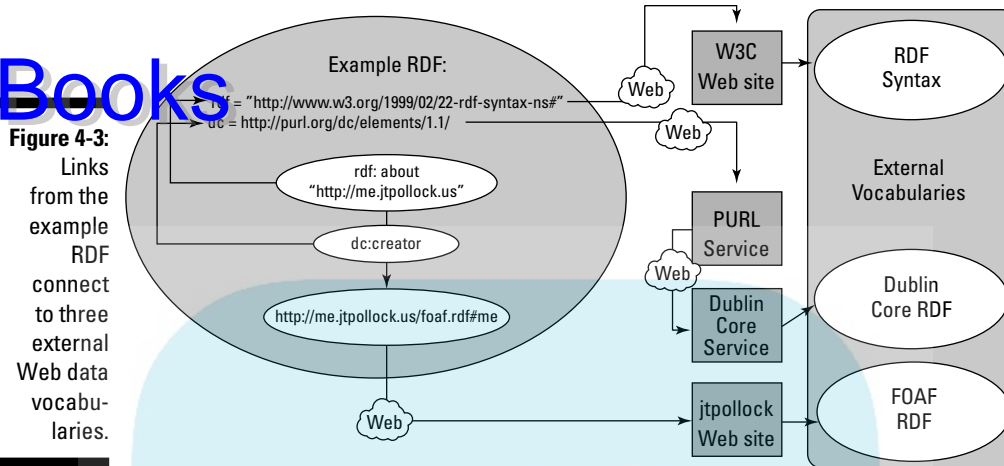 Books
Figure 4-3:
Links
from the
example
RDF
connect
to three
external
Web data
vocabu-
laries.
Example RDF:
rdf = "http://www.w3.org/1999/02/22-rdf-syntax-ns#"
dc = http://purl.org/dc/elements/1.1/
rdf: about
"http://me.jtpollock.us"
dc:creator
http://me.jtpollock.us/foaf.rdf#me
Web
Web
Web
Web
W3C
Web site
PURL
Service
Dublin
Core
Service
jtpollock
Web site
RDF
Syntax
External
Vocabularies
Dublin
Core RDF
FOAF
RDF